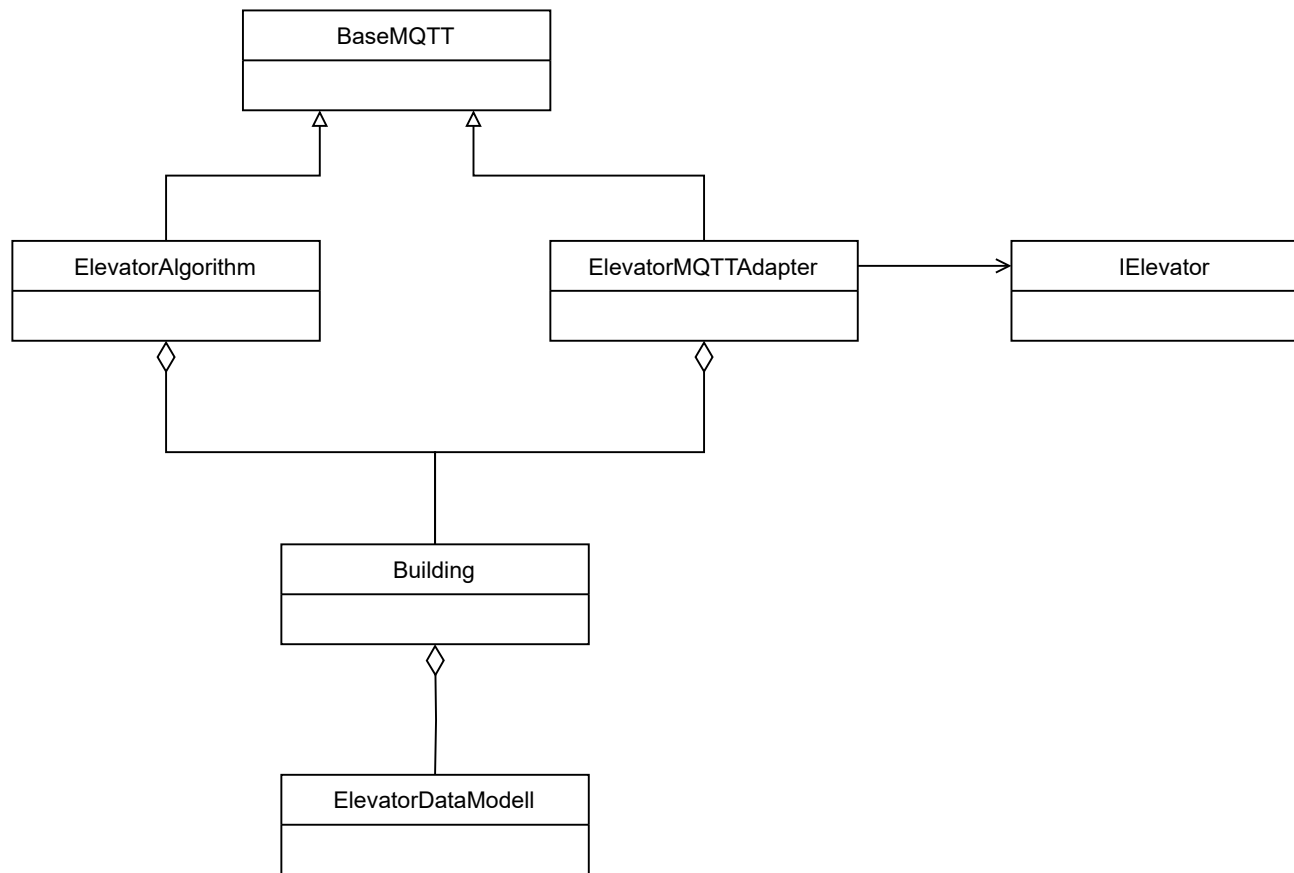 BaseMQTT
ElevatorAlgorithm
ElevatorMQTTAdapter
IElevator
Building
ElevatorDataModell